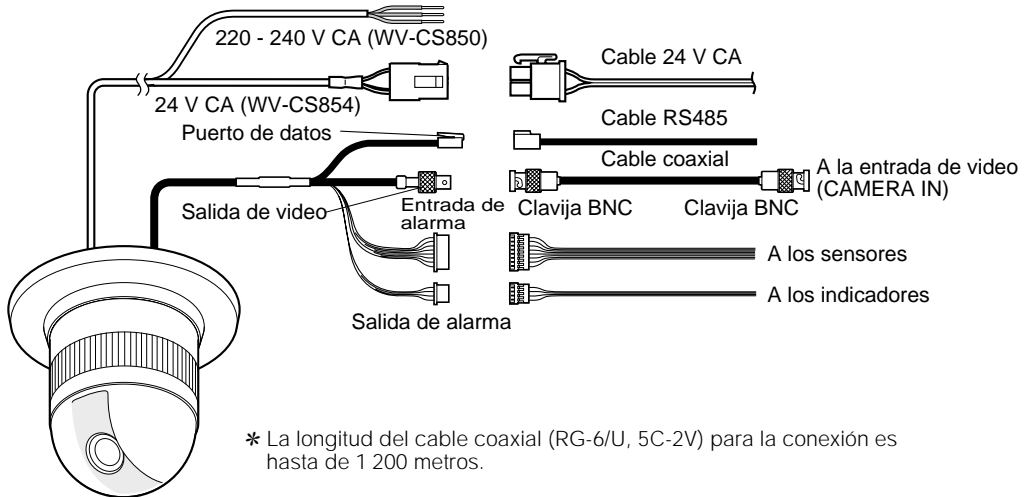 220 - 240 V CA (WV-CS850)
Cable 24 V CA
24 V CA (WV-CS854)
Puerto de datos
Cable RS485
Cable coaxial
A la entrada de video
(CAMERA IN)
Salida de video
Entrada de
alarma
Clavija BNC
Clavija BNC
A los sensores
A los indicadores
Salida de alarma
* La longitud del cable coaxial (RG-6/U, 5C-2V) para la conexión es
hasta de 1 200 metros.